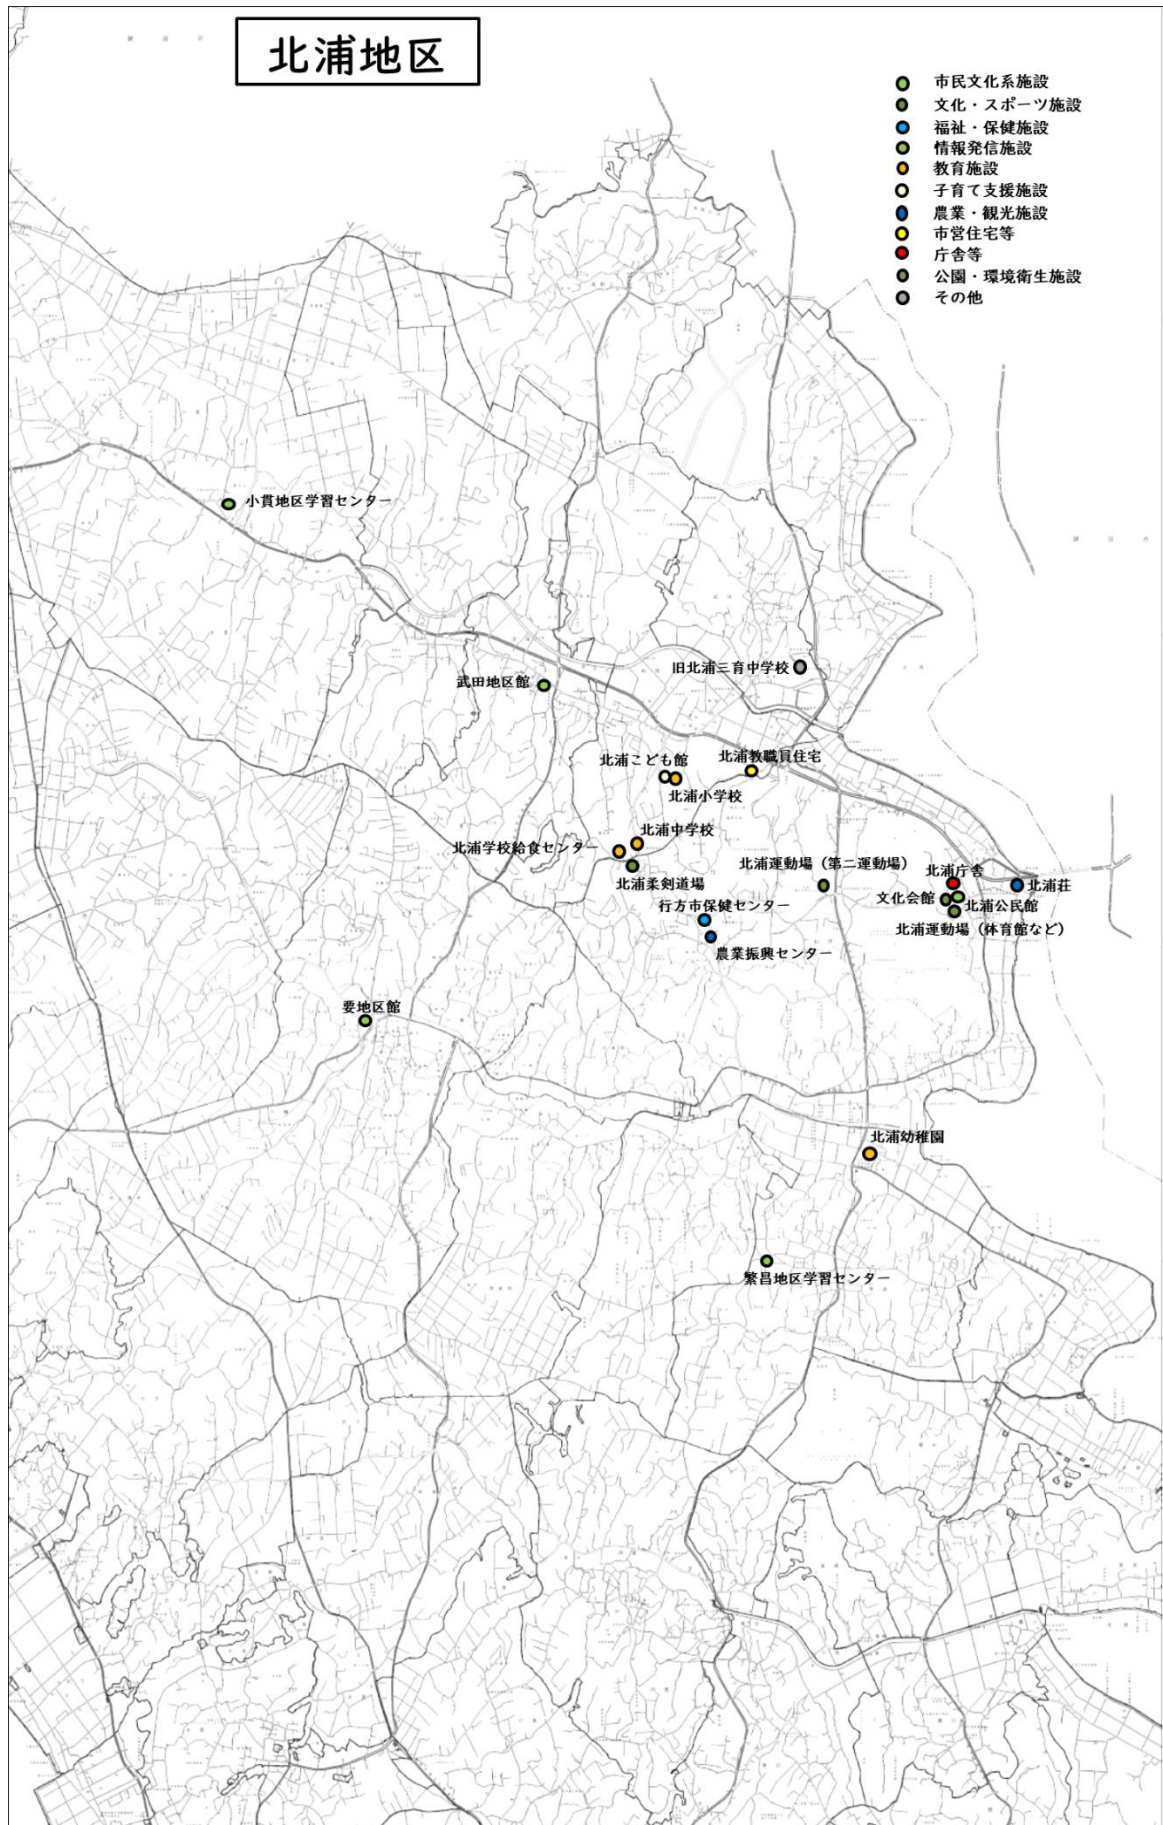 北浦地区
市民文化系施設
文化・スポーツ施設
福祉・保健施設
情報発信施設
教育施設
子育て支援施設
農業・観光施設
市営住宅等
庁舎等
公園・環境衛生施設
その他
小貫地区学習センター
旧北浦三育中学校
武田地区館
北浦こども館
北浦教職員住宅
北浦小学校
北浦中学校
北浦学校給食センター
北浦柔剣道場
北浦運動場（第二運動場）
北浦庁舎
北浦荘
文化会館
北浦公民館
行方市保健センター
北浦運動場（体育館など）
農業振興センター
要地区館
北浦幼稚園
繁昌地区学習センター